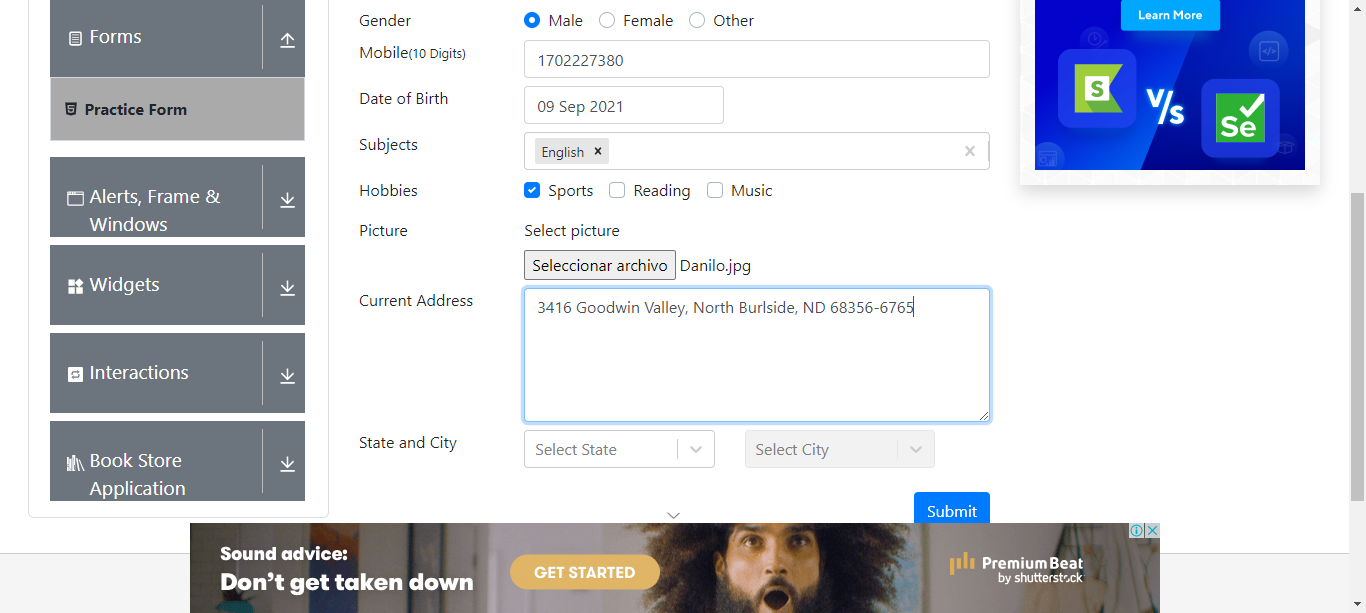 Forms
Practice Form
Alerts, Frame &
Windows
Widgets
Interactions
Book Store
Application
Gender
Male Female Other
Mobile(10 Digits)
1702227380
Date of Birth
09 Sep 2021
Subjects
English ×
×
Hobbies
Sports Reading Music
Picture
Select picture
Seleccionar archivo Danilo.jpg
Current Address
3416 Goodwin Valley, North Burlside, ND 68356-6765
State and City
Select State
Select City
Submit
Learn More
S
V/s
Se
Sound advice:
Don't get taken down
GET STARTED
PremiumBeat
by shutterstock